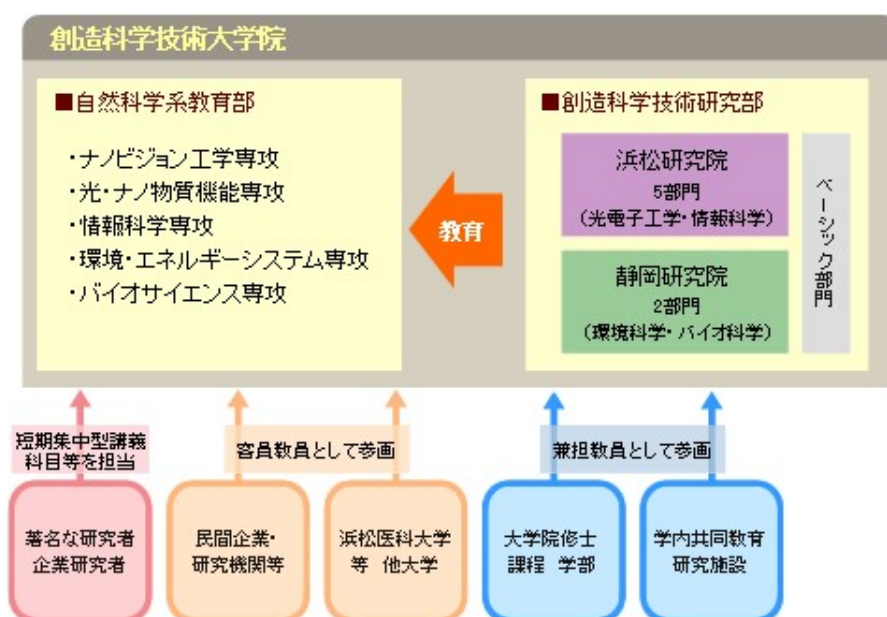 創造科学技術大学院
■自然科学系教育部
・ナノビジョン工学専攻
・光・ナノ物質機能専攻
・情報科学専攻
・環境・エネルギーシステム専攻
・バイオサイエンス専攻
教育
■創造科学技術研究部
浜松研究院
5部門
(光電子工学・情報科学)
静岡研究院
2部門
(環境科学・バイオ科学)
ベーシック部門
短期集中型講義
科目等を担当
客員教員として参画
兼担教員として参画
著名な研究者
企業研究者
民間企業・
研究機関等
浜松医科大学
等 他大学
大学院修士
課程 学部
学内共同教育
研究施設